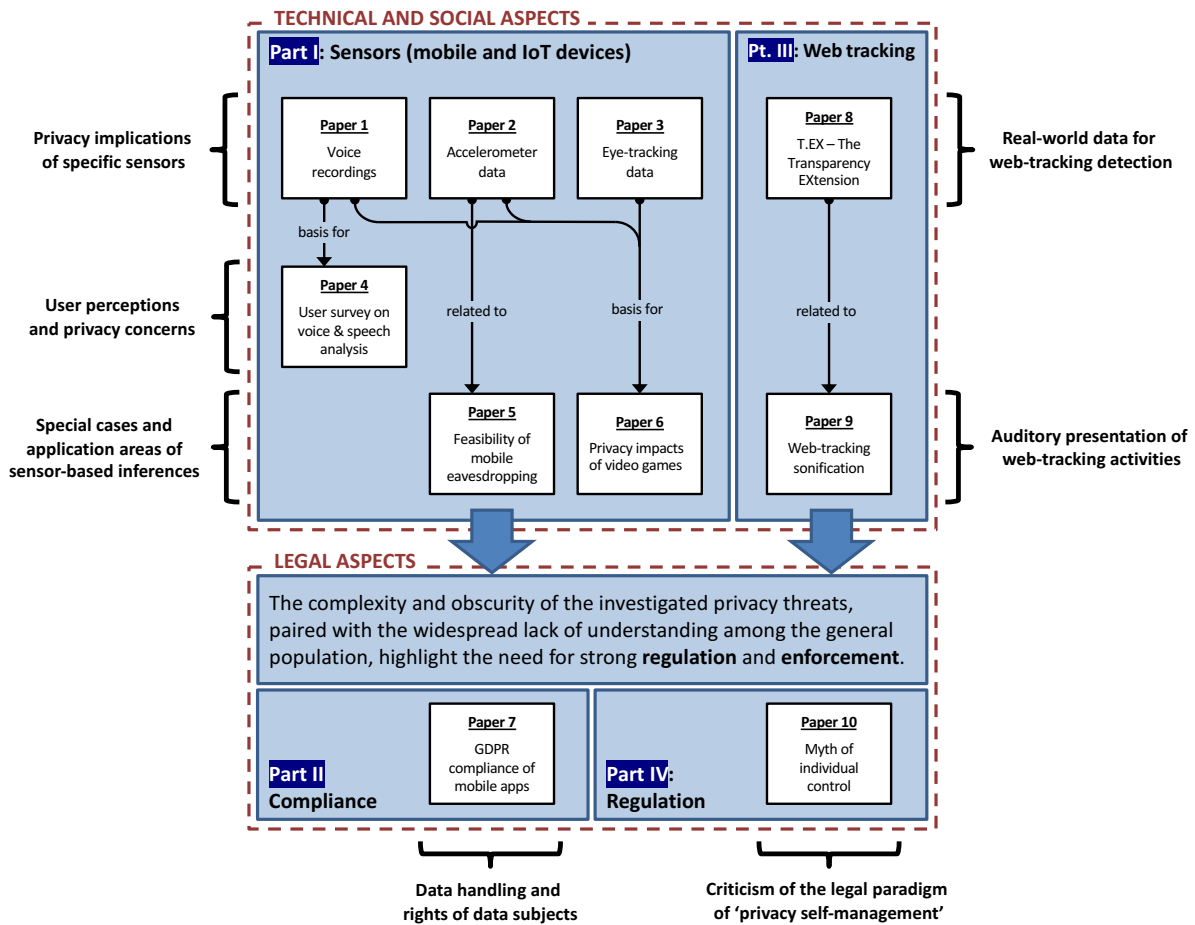 TECHNICAL AND SOCIAL ASPECTS
Part I: Sensors (mobile and IoT devices)
Pt. III: Web tracking
Privacy implications
of specific sensors
Paper 1
Voice
recordings
Paper 2
Accelerometer
data
Paper 3
Eye-tracking
data
Paper 8
T.EX – The
Transparency
EXtension
Real-world data for
web-tracking detection
basis for
User perceptions
and privacy concerns
Paper 4
User survey on
voice & speech
analysis
related to
basis for
related to
Special cases and
application areas of
sensor-based inferences
Paper 5
Feasibility of
mobile
eavesdropping
Paper 6
Privacy impacts
of video games
Paper 9
Web-tracking
sonification
Auditory presentation of
web-tracking activities
LEGAL ASPECTS
The complexity and obscurity of the investigated privacy threats,
paired with the widespread lack of understanding among the general
population, highlight the need for strong regulation and enforcement.
Part II
Compliance
Paper 7
GDPR
compliance of
mobile apps
Part IV:
Regulation
Paper 10
Myth of
individual
control
Data handling and
rights of data subjects
Criticism of the legal paradigm
of ‘privacy self-management’